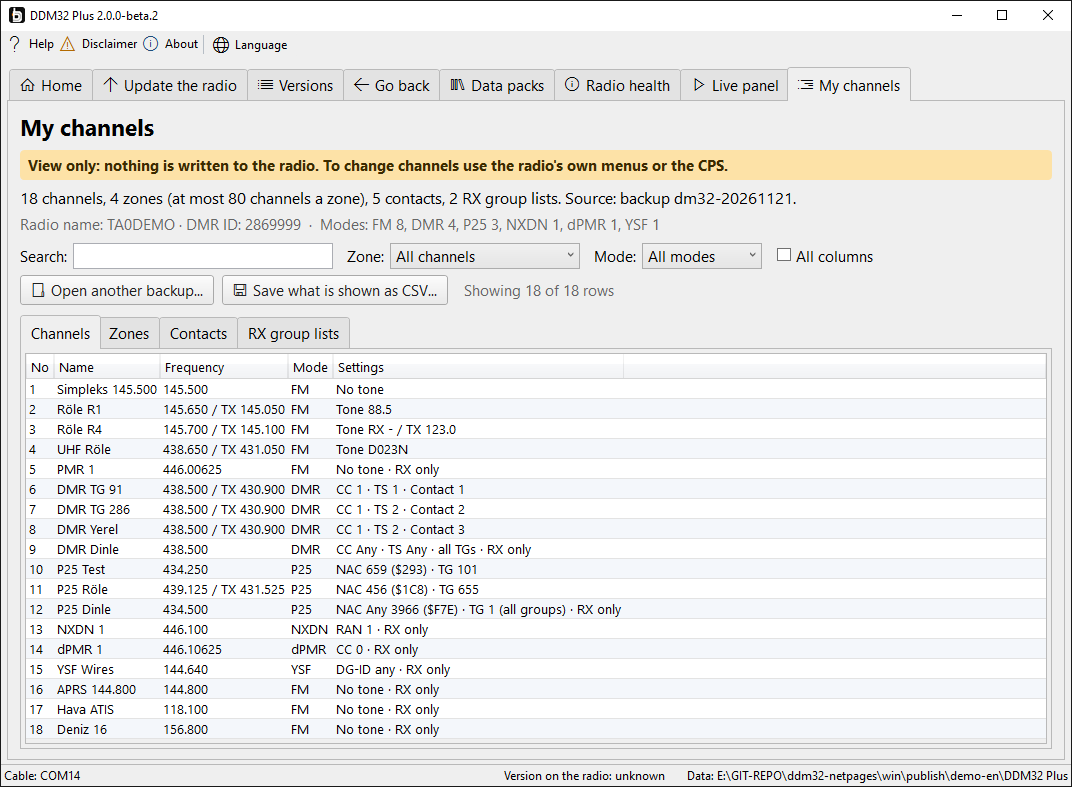 DDM32 Plus 2.0.0-beta.2
Help Disclaimer About Language
Home Update the radio Versions Go back Data packs Radio health Live panel My channels
My channels
View only: nothing is written to the radio. To change channels use the radio's own menus or the CPS.
18 channels, 4 zones (at most 80 channels a zone), 5 contacts, 2 RX group lists. Source: backup dm32-20261121.
Radio name: TA0DEMO · DMR ID: 2869999 · Modes: FM 8, DMR 4, P25 3, NXDN 1, dPMR 1, YSF 1
Search: Zone: All channels Mode: All modes All columns
Open another backup... Save what is shown as CSV... Showing 18 of 18 rows
Channels Zones Contacts RX group lists
No Name Frequency Mode Settings
1 Simpleks 145.500 145.500 FM No tone
2 Röle R1 145.650 / TX 145.050 FM Tone 88.5
3 Röle R4 145.700 / TX 145.100 FM Tone RX - / TX 123.0
4 UHF Röle 438.650 / TX 431.050 FM Tone D023N
5 PMR 1 446.00625 FM No tone · RX only
6 DMR TG 91 438.500 / TX 430.900 DMR CC 1 · TS 1 · Contact 1
7 DMR TG 286 438.500 / TX 430.900 DMR CC 1 · TS 2 · Contact 2
8 DMR Yerel 438.500 / TX 430.900 DMR CC 1 · TS 2 · Contact 3
9 DMR Dinle 438.500 DMR CC Any · TS Any · all TGs · RX only
10 P25 Test 434.250 P25 NAC 659 ($293) · TG 101
11 P25 Röle 439.125 / TX 431.525 P25 NAC 456 ($1C8) · TG 655
12 P25 Dinle 434.500 P25 NAC Any 3966 ($F7E) · TG 1 (all groups) · RX only
13 NXDN 1 446.100 NXDN RAN 1 · RX only
14 dPMR 1 446.10625 dPMR CC 0 · RX only
15 YSF Wires 144.640 YSF DG-ID any · RX only
16 APRS 144.800 144.800 FM No tone · RX only
17 Hava ATIS 118.100 FM No tone · RX only
18 Deniz 16 156.800 FM No tone · RX only
Cable: COM14 Version on the radio: unknown Data: E:\GIT-REPO\ddm32-netpages\win\publish\demo-en\DDM32 Plus